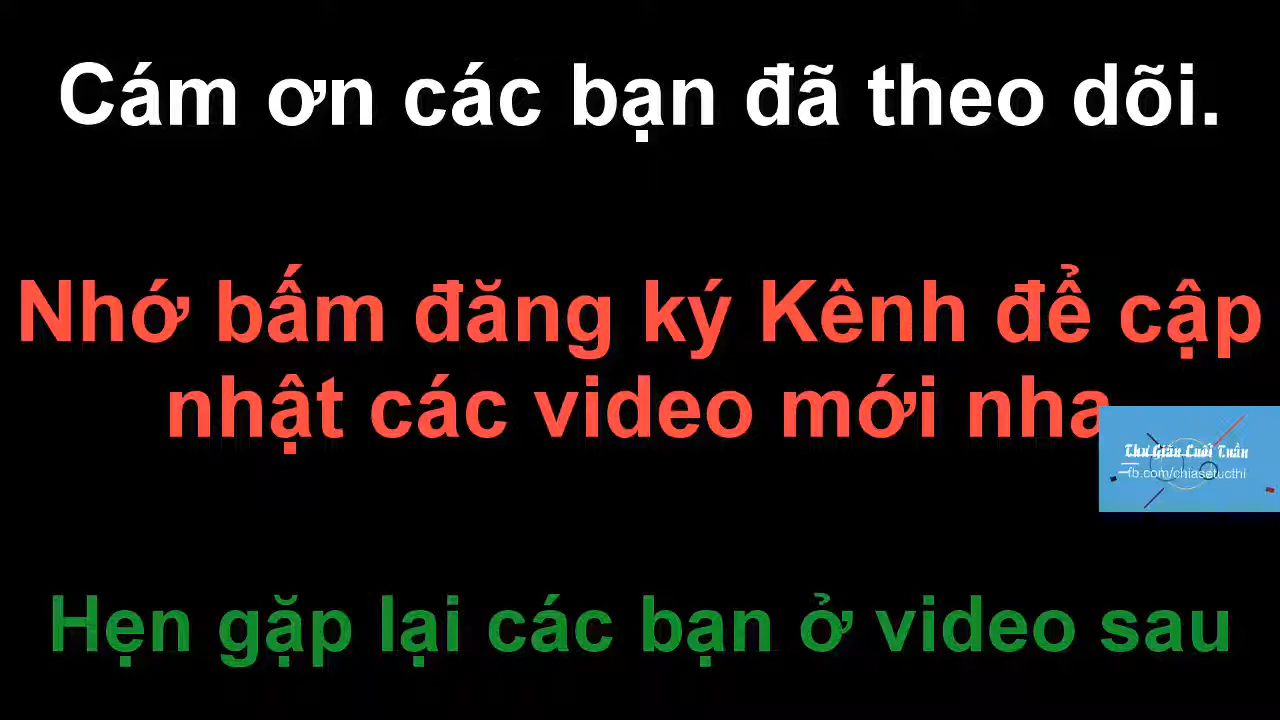 Cám ơn các bạn đã theo dõi.
Nhớ bấm đăng ký Kênh để cập
nhật các video mới nha
Thư Giãn Cuối Tuần
fb.com/chiasetucthi
Hẹn gặp lại các bạn ở video sau